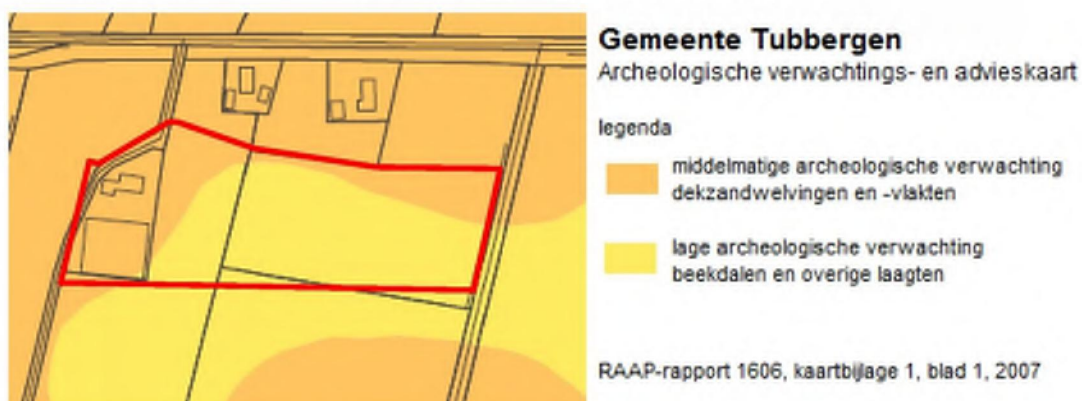 Gemeente Tubbergen
Archeologische verwachtings- en advieskaart
legenda
middelmatige archeologische verwachting
dekzandwelvingen en -vlakten
lage archeologische verwachting
beekdalen en overige laagten
RAAP-rapport 1606, kaartbijlage 1, blad 1, 2007